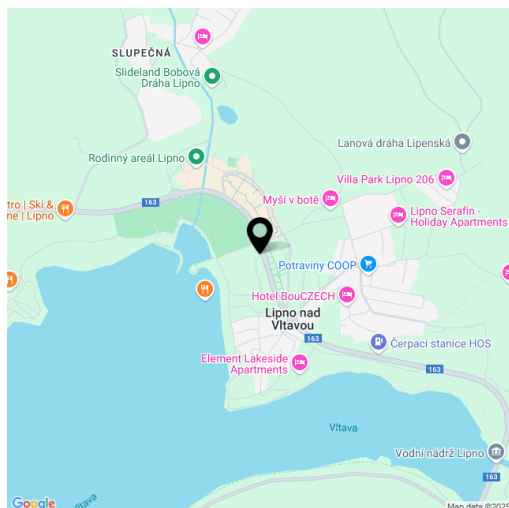 SLUPEČNÁ
Slideland Bobová
Dráha Lipno
Lanová dráha Lipenská
Rodinný areál Lipno
Villa Park Lipno 206
Myši v botě
163
tro | Ski &
ne | Lipno
Lipno Serafin -
Holiday Apartments
Potraviny COOP
Hotel BouCZECH
Lipno nad
Vltavou
163
Čerpací stanice HOS
Element Lakeside
Apartments
163
Vltava
Vodní nádrž Lipno
163
Vltava
Google
Map data ©2025